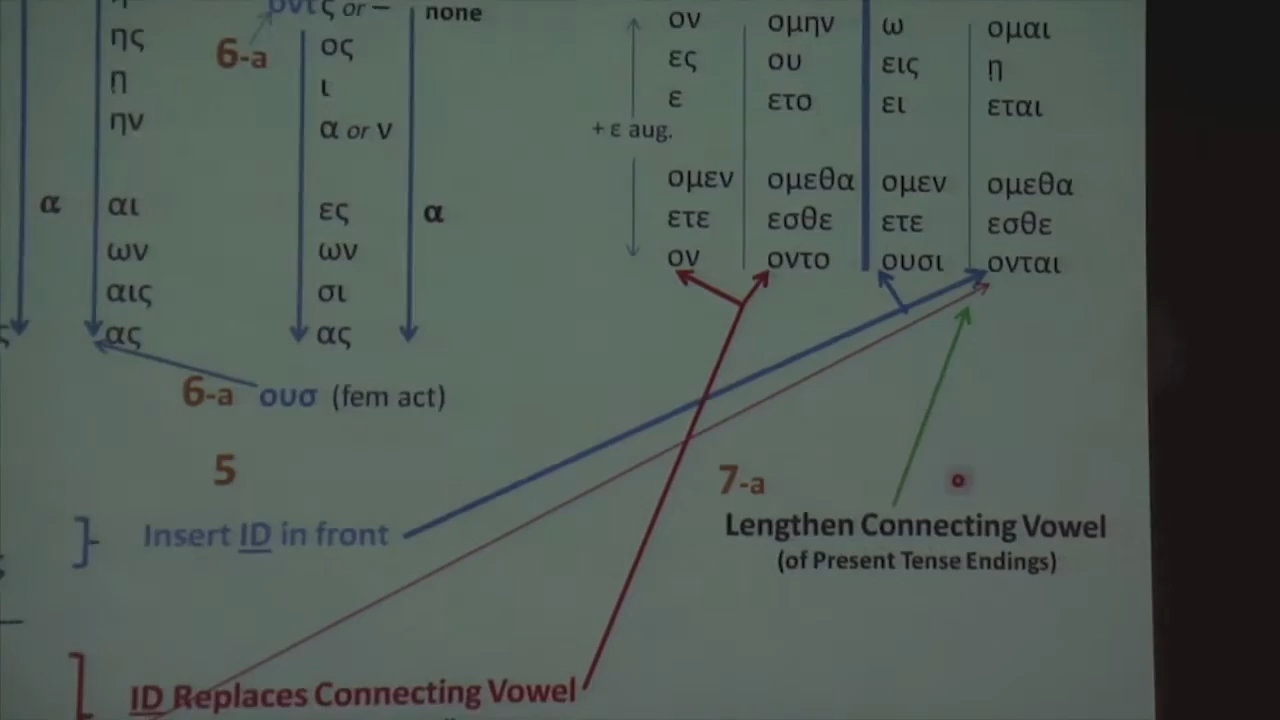 οντς or – none
6-a
ης ος
η ι
ην α or ν
α αι ες α
ων ων
αις σι
ας ας
6-a ουσ (fem act)
5
Insert ID in front
ID Replaces Connecting Vowel
ον ομην ω ομαι
ες ου εις η
ε ετο ει εται
+ ε aug.
ομεν ομεθα ομεν ομεθα
ετε εσθε ετε εσθε
ον οντο ουσι ονται
7-a
Lengthen Connecting Vowel
(of Present Tense Endings)